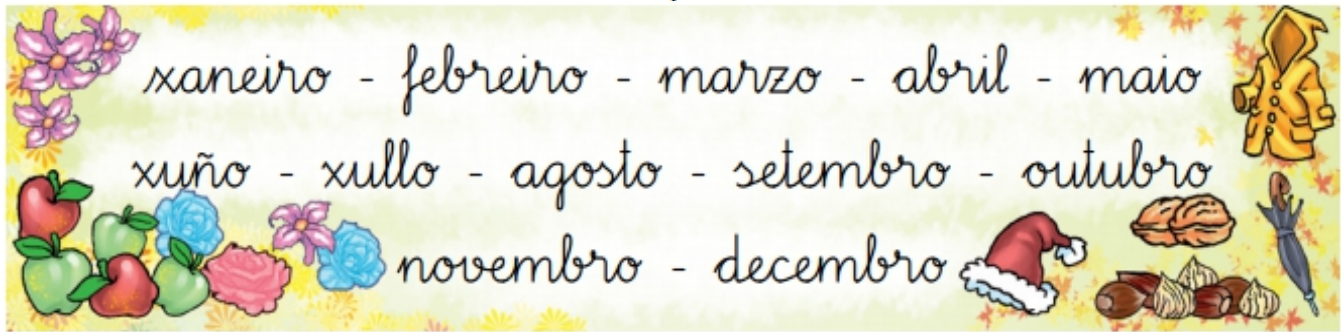 xaneiro - febreiro - marzo - abril - maio
xuño - xullo - agosto - setembro - outubro
novembro - decembro